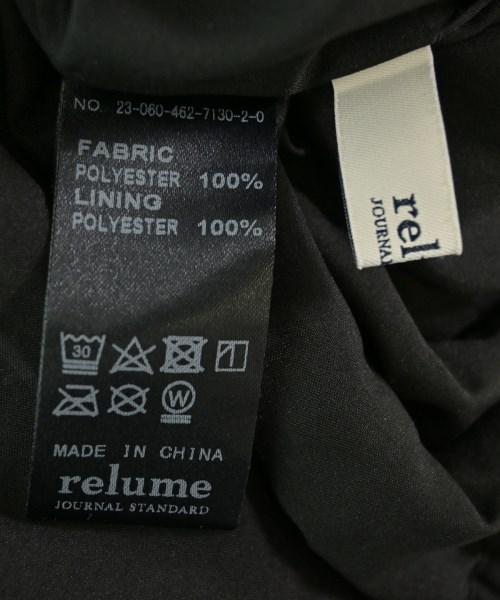 NO. 23-060-462-7130-2-0
FABRIC
POLYESTER 100%
LINING
POLYESTER 100%
30
W
MADE IN CHINA
relume
JOURNAL STANDARD
rel
JOURNA